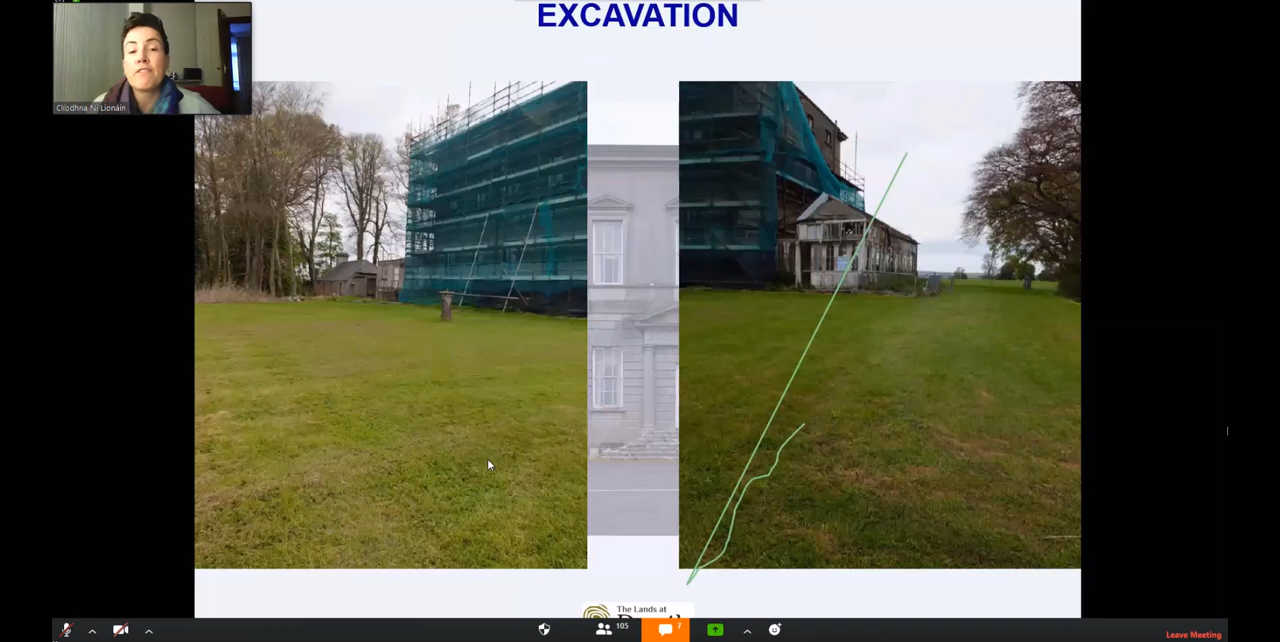 EXCAVATION
Clíodhna Ní Lionáin
The Lands at
105
7
Leave Meeting